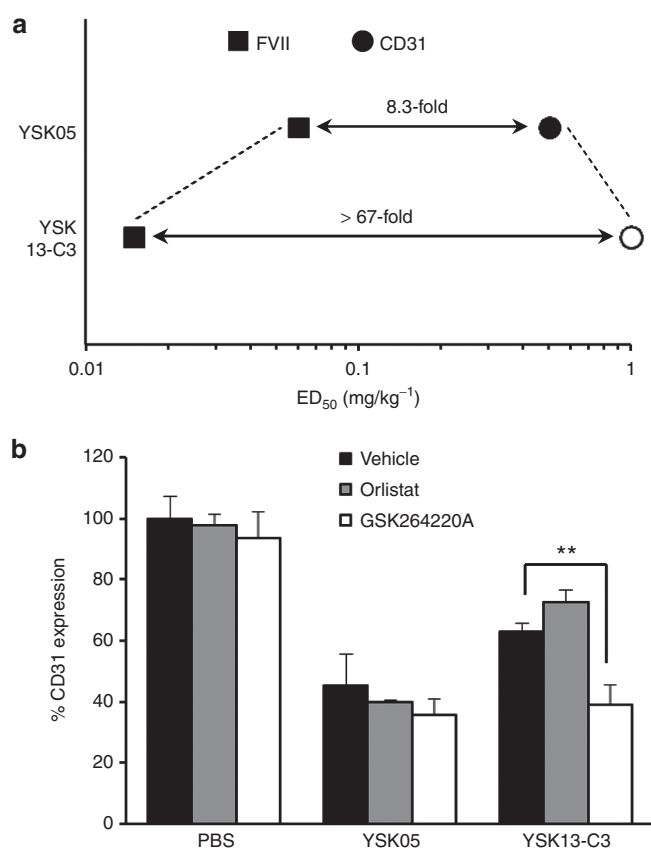 a
FVII CD31
YSK05
8.3-fold
YSK
13-C3
> 67-fold
0.01 0.1 1
ED₅₀ (mg/kg⁻¹)
b
Vehicle
Orlistat
GSK264220A
120
100
80
60
40
20
0
% CD31 expression
**
PBS YSK05 YSK13-C3